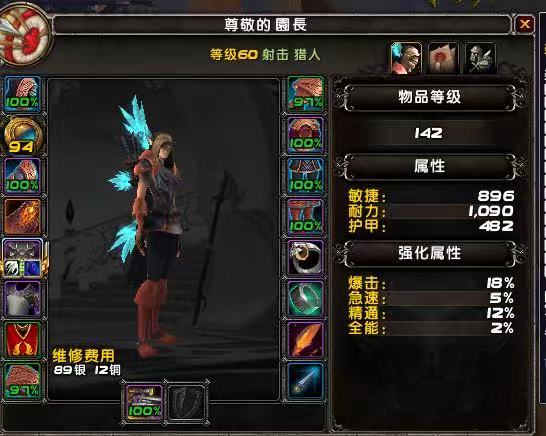 尊敬的 園長
等级60 射击 猎人
100%
94
100%
97%
97%
100%
100%
100%
100%
维修费用
89银 12铜
物品等级
142
属性
敏捷: 896
耐力: 1,090
护甲: 482
强化属性
爆击: 18%
急速: 5%
精通: 12%
全能: 2%